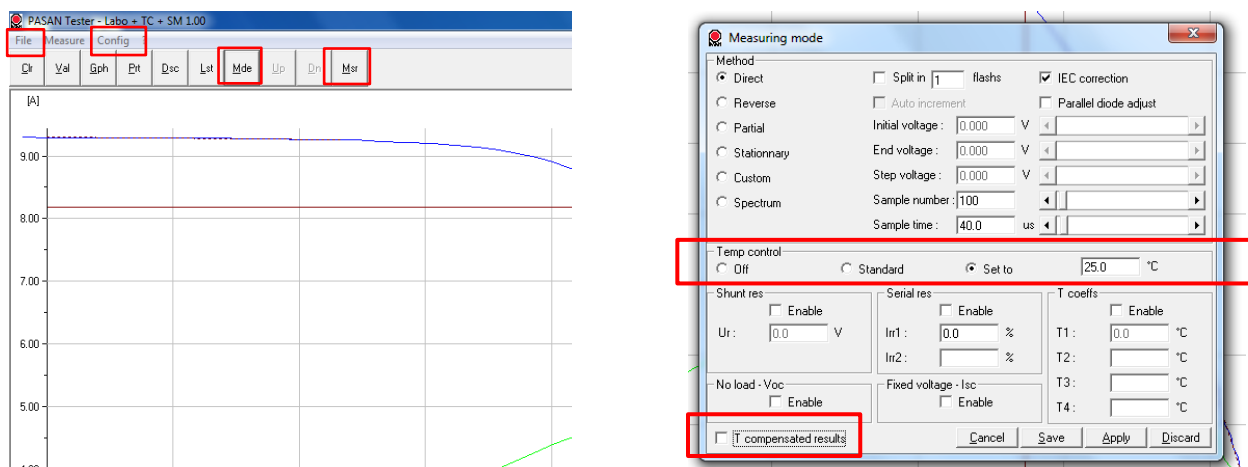 PASAN Tester - Labo + TC + SM 1.00
File Measure Config ?
Clr Val Gph Prt Dsc Lst Mde Up Dn Msr
[A]
9.00
8.00
7.00
6.00
5.00
Measuring mode
Method
Direct Split in 1 flashs IEC correction
Reverse Auto increment Parallel diode adjust
Partial Initial voltage : 0.000 V
Stationnary End voltage : 0.000 V
Custom Step voltage : 0.000 V
Spectrum Sample number : 100
Sample time : 40.0 us
Temp control
Off Standard Set to 25.0 °C
Shunt res Serial res T coeffs
Enable Enable Enable
Ur : 0.0 V Irr1 : 0.0 % T1 : 0.0 °C
Irr2 : % T2 : °C
No load - Voc Fixed voltage - Isc T3 : °C
Enable Enable T4 : °C
T compensated results Cancel Save Apply Discard